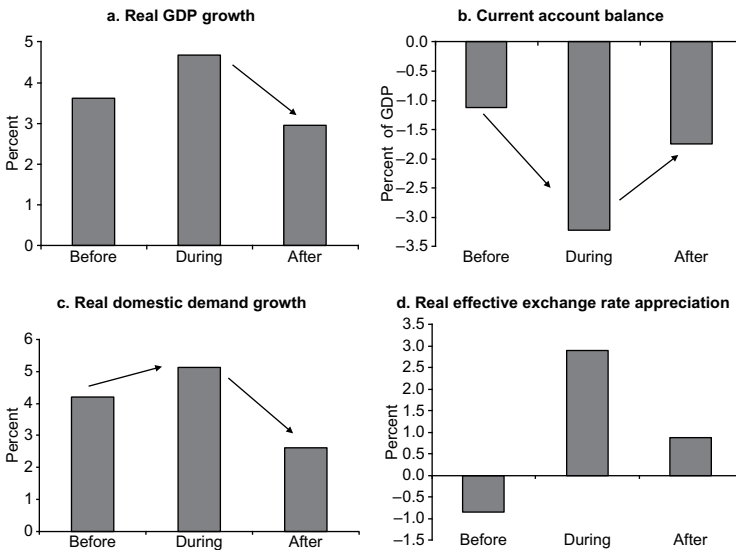 a. Real GDP growth
Percent
5
4
3
2
1
0
Before During After
b. Current account balance
Percent of GDP
0.0
–0.5
–1.0
–1.5
–2.0
–2.5
–3.0
–3.5
Before During After
c. Real domestic demand growth
Percent
6
5
4
3
2
1
0
Before During After
d. Real effective exchange rate appreciation
Percent
3.5
3.0
2.5
2.0
1.5
1.0
0.5
0.0
–0.5
–1.0
–1.5
Before During After